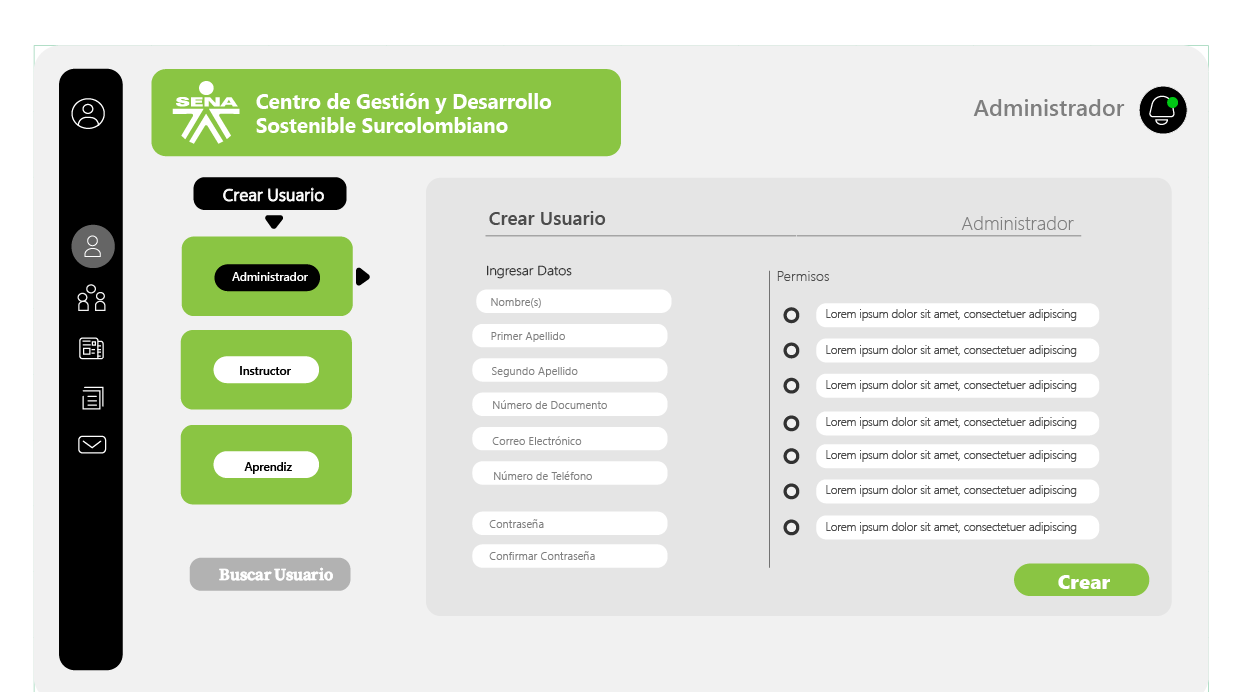 SENA
Centro de Gestión y Desarrollo
Sostenible Surcolombiano
Administrador
Crear Usuario
Administrador
Instructor
Aprendiz
Buscar Usuario
Crear Usuario
Administrador
Ingresar Datos
Nombre(s)
Primer Apellido
Segundo Apellido
Número de Documento
Correo Electrónico
Número de Teléfono
Contraseña
Confirmar Contraseña
Permisos
Lorem ipsum dolor sit amet, consectetuer adipiscing
Lorem ipsum dolor sit amet, consectetuer adipiscing
Lorem ipsum dolor sit amet, consectetuer adipiscing
Lorem ipsum dolor sit amet, consectetuer adipiscing
Lorem ipsum dolor sit amet, consectetuer adipiscing
Lorem ipsum dolor sit amet, consectetuer adipiscing
Lorem ipsum dolor sit amet, consectetuer adipiscing
Crear